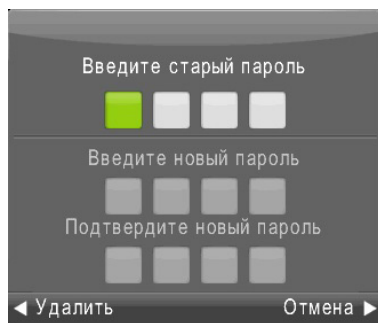 Введите старый пароль
Введите новый пароль
Подтвердите новый пароль
◀ Удалить Отмена ▶